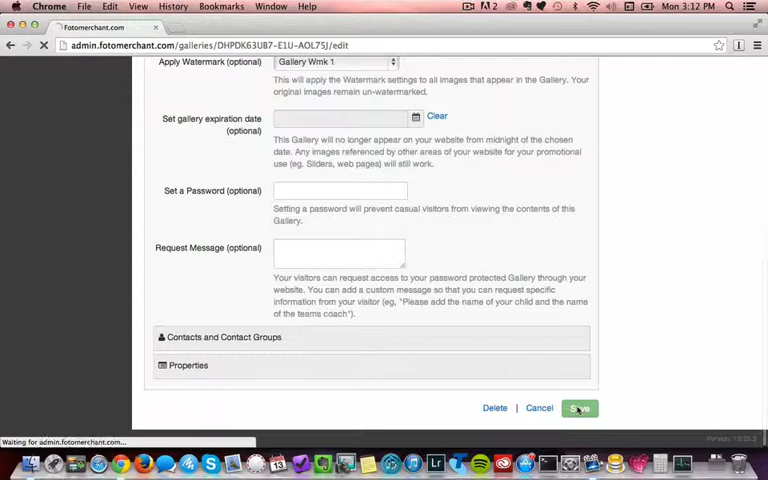 Chrome File Edit View History Bookmarks Window Help 2 Mon 3:12 PM
Fotomerchant.com
admin.fotomerchant.com/galleries/DHPDK63UB7-E1U-AOL75J/edit
Apply Watermark (optional) Gallery Wmk 1
This will apply the Watermark settings to all images that appear in the Gallery. Your
original images remain un-watermarked.
Set gallery expiration date
(optional)
Clear
This Gallery will no longer appear on your website from midnight of the chosen
date. Any images referenced by other areas of your website for your promotional
use (eg. Sliders, web pages) will still work.
Set a Password (optional)
Setting a password will prevent casual visitors from viewing the contents of this
Gallery.
Request Message (optional)
Your visitors can request access to your password protected Gallery through your
website. You can add a custom message so that you can request specific
information from your visitor (eg, "Please add the name of your child and the name
of the teams coach").
Contacts and Contact Groups
Properties
Delete | Cancel Save
Waiting for admin.fotomerchant.com...
13
Lr